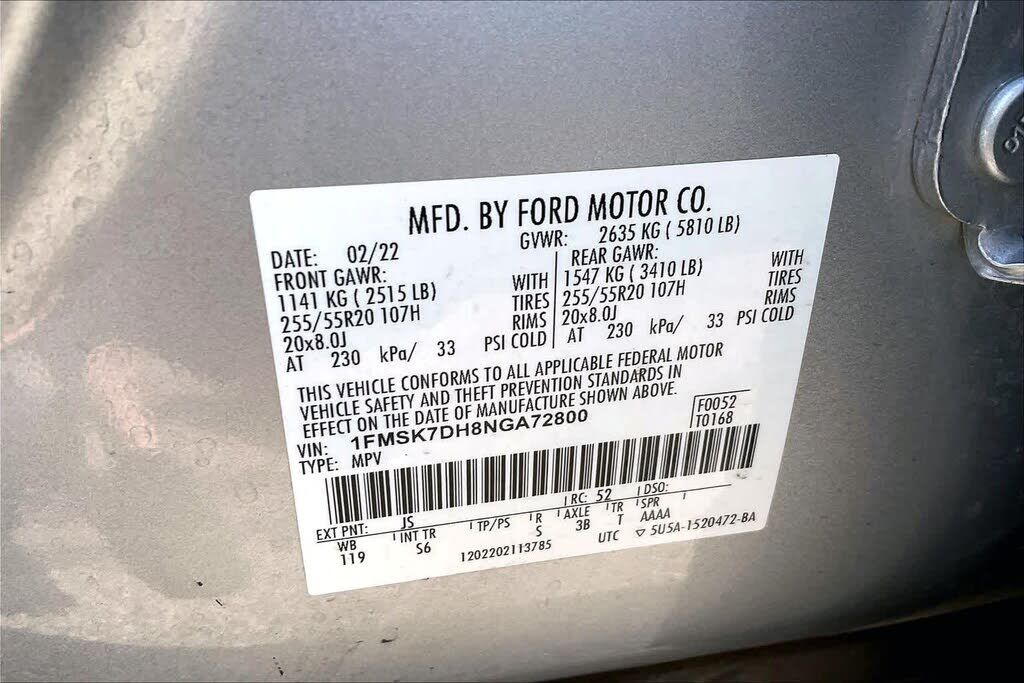 MFD. BY FORD MOTOR CO.
DATE: 02/22 GVWR: 2635 KG ( 5810 LB)
FRONT GAWR: WITH REAR GAWR: WITH
1141 KG ( 2515 LB) TIRES 1547 KG ( 3410 LB) TIRES
255/55R20 107H RIMS 255/55R20 107H RIMS
20x8.0J PSI COLD 20x8.0J PSI COLD
AT 230 kPa/ 33 AT 230 kPa/ 33
THIS VEHICLE CONFORMS TO ALL APPLICABLE FEDERAL MOTOR
VEHICLE SAFETY AND THEFT PREVENTION STANDARDS IN
EFFECT ON THE DATE OF MANUFACTURE SHOWN ABOVE.
VIN: 1FMSK7DH8NGA72800 F0052
TYPE: MPV T0168
EXT PNT: JS RC: 52 DSO:
WB INT TR TP/PS R AXLE TR SPR
119 S6 S 3B T AAAA
1202202113785 UTC 5U5A-1520472-BA